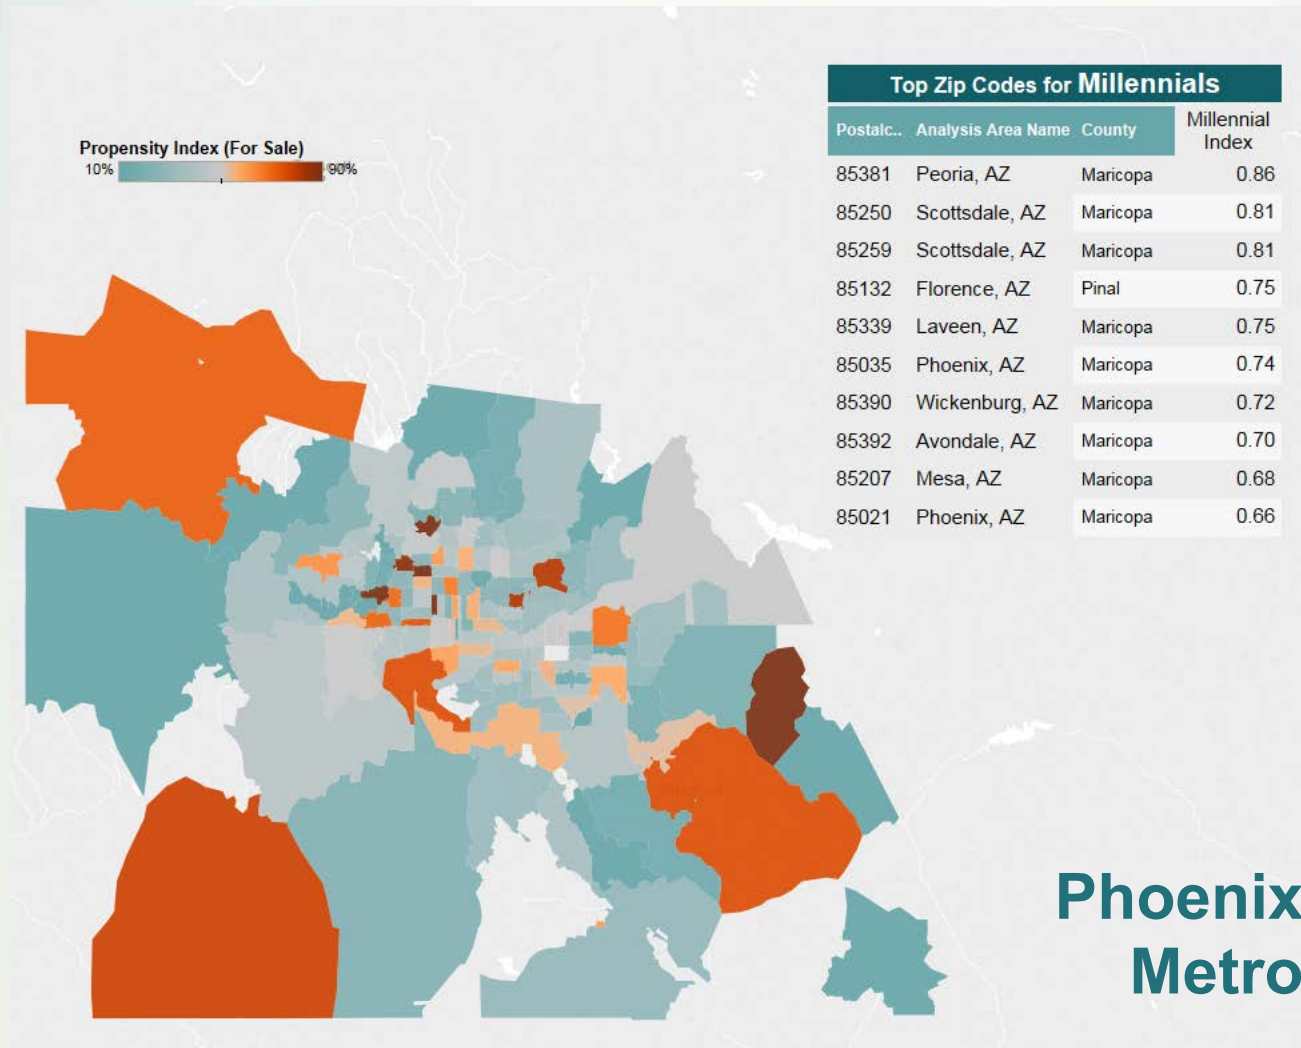 Top Zip Codes for Millennials
Postalc.. Analysis Area Name County Millennial Index
85381 Peoria, AZ Maricopa 0.86
85250 Scottsdale, AZ Maricopa 0.81
85259 Scottsdale, AZ Maricopa 0.81
85132 Florence, AZ Pinal 0.75
85339 Laveen, AZ Maricopa 0.75
85035 Phoenix, AZ Maricopa 0.74
85390 Wickenburg, AZ Maricopa 0.72
85392 Avondale, AZ Maricopa 0.70
85207 Mesa, AZ Maricopa 0.68
85021 Phoenix, AZ Maricopa 0.66
Propensity Index (For Sale)
10% 90%
Phoenix
Metro